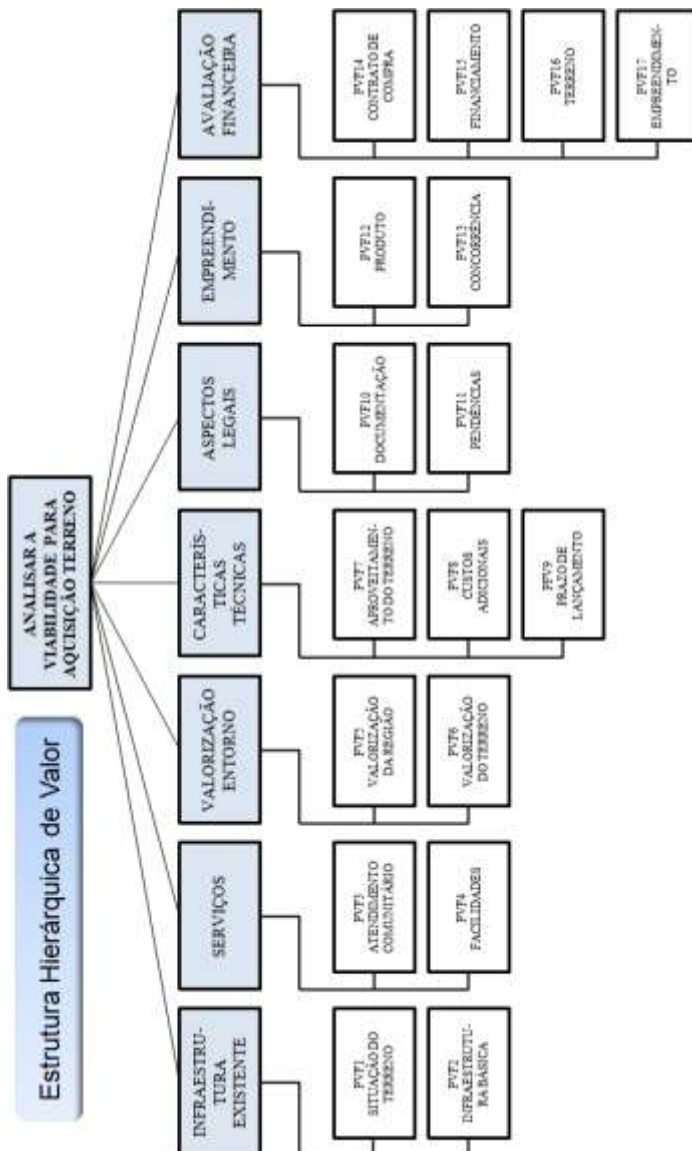 Estrutura Hierárquica de Valor
ANALISAR A
VIABILIDADE PARA
AQUISIÇÃO TERRENO
INFRAESTRU-
TURA
EXISTENTE
SERVIÇOS
VALORIZAÇÃO
ENTORNO
CARACTERÍS-
TICAS
TÉCNICAS
ASPECTOS
LEGAIS
EMPREENDI-
MENTO
AVALIAÇÃO
FINANCEIRA
PVF1
SITUAÇÃO DO
TERRENO
PVF2
INFRAESTRUTU-
RA BÁSICA
PVF3
ATENDIMENTO
COMUNITÁRIO
PVF4
FACILIDADES
PVF5
VALORIZAÇÃO
DA REGIÃO
PVF6
VALORIZAÇÃO
DO TERRENO
PVF7
APROVEITAMEN-
TO DO TERRENO
PVF8
CUSTOS
ADICIONAIS
PFV9
PRAZO DE
LANÇAMENTO
PVF10
DOCUMENTAÇÃO
PVF11
PENDÊNCIAS
PVF12
PRODUTO
PVF13
CONCORRÊNCIA
PVF14
CONTRATO DE
COMPRA
PVF15
FINANCIAMENTO
PVF16
TERRENO
PVF17
EMPREENDIMEN-
TO